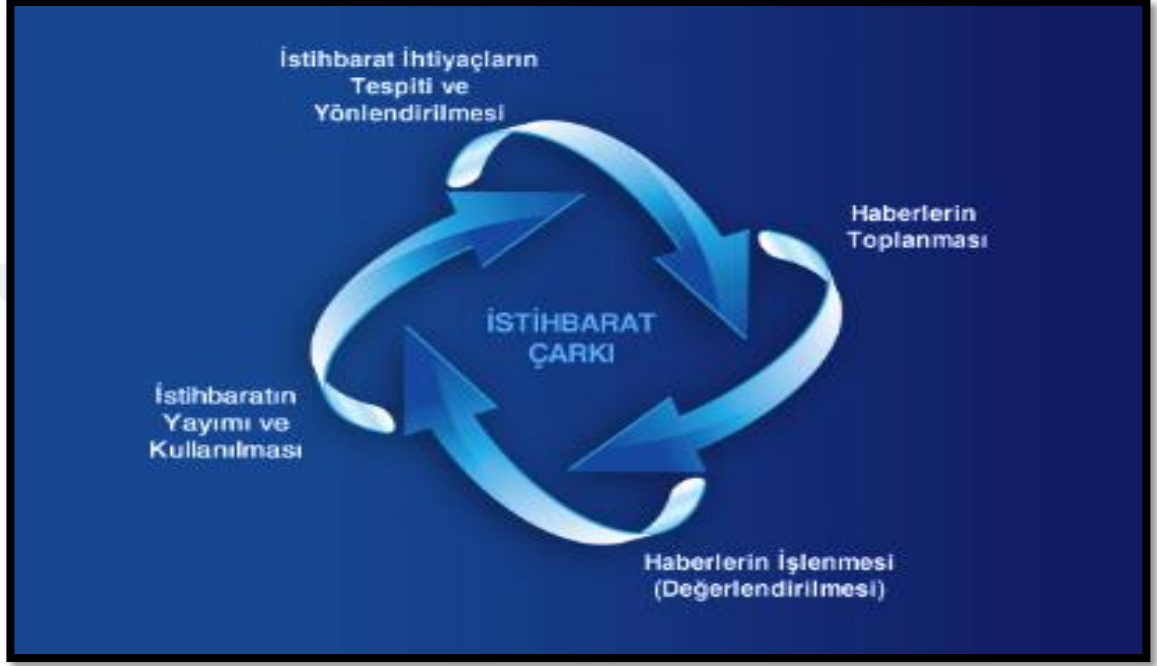 İstihbarat İhtiyaçların
Tespiti ve
Yönlendirilmesi
Haberlerin
Toplanması
İSTİHBARAT
ÇARKI
İstihbaratın
Yayımı ve
Kullanılması
Haberlerin İşlenmesi
(Değerlendirilmesi)